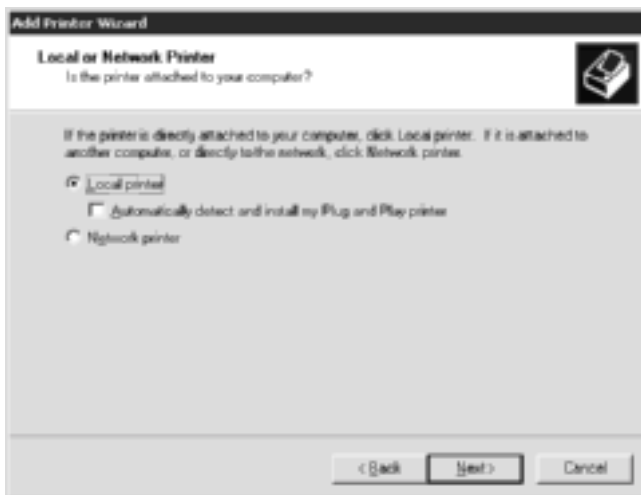 Add Printer Wizard
Local or Network Printer
Is the printer attached to your computer?
If the printer is directly attached to your computer, click Local printer. If it is attached to
another computer, or directly to the network, click Network printer.
Local printer
Automatically detect and install my Plug and Play printer
Network printer
< Back
Next >
Cancel